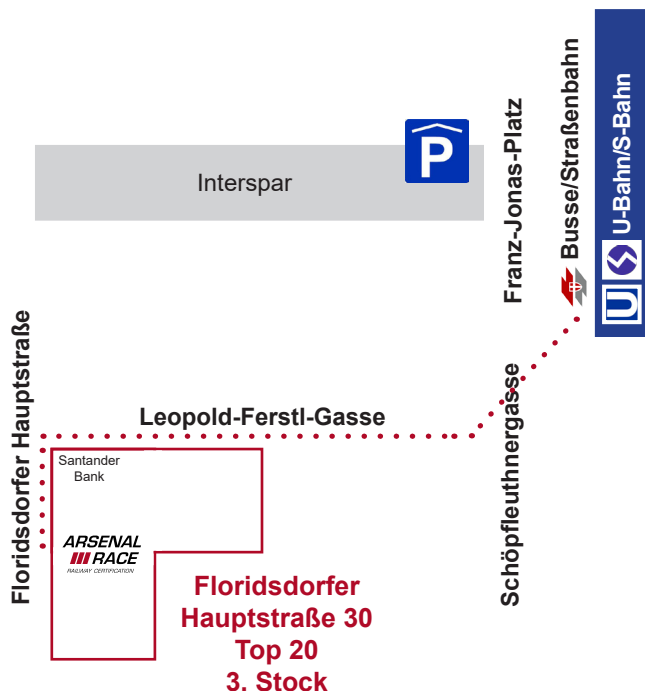 P
Interspar
Franz-Jonas-Platz
Busse/Straßenbahn
U-Bahn/S-Bahn
U
Leopold-Ferstl-Gasse
Schöpfleuthnergasse
Floridsdorfer Hauptstraße
Santander
Bank
ARSENAL
RACE
RAILWAY CERTIFICATION
Floridsdorfer
Hauptstraße 30
Top 20
3. Stock